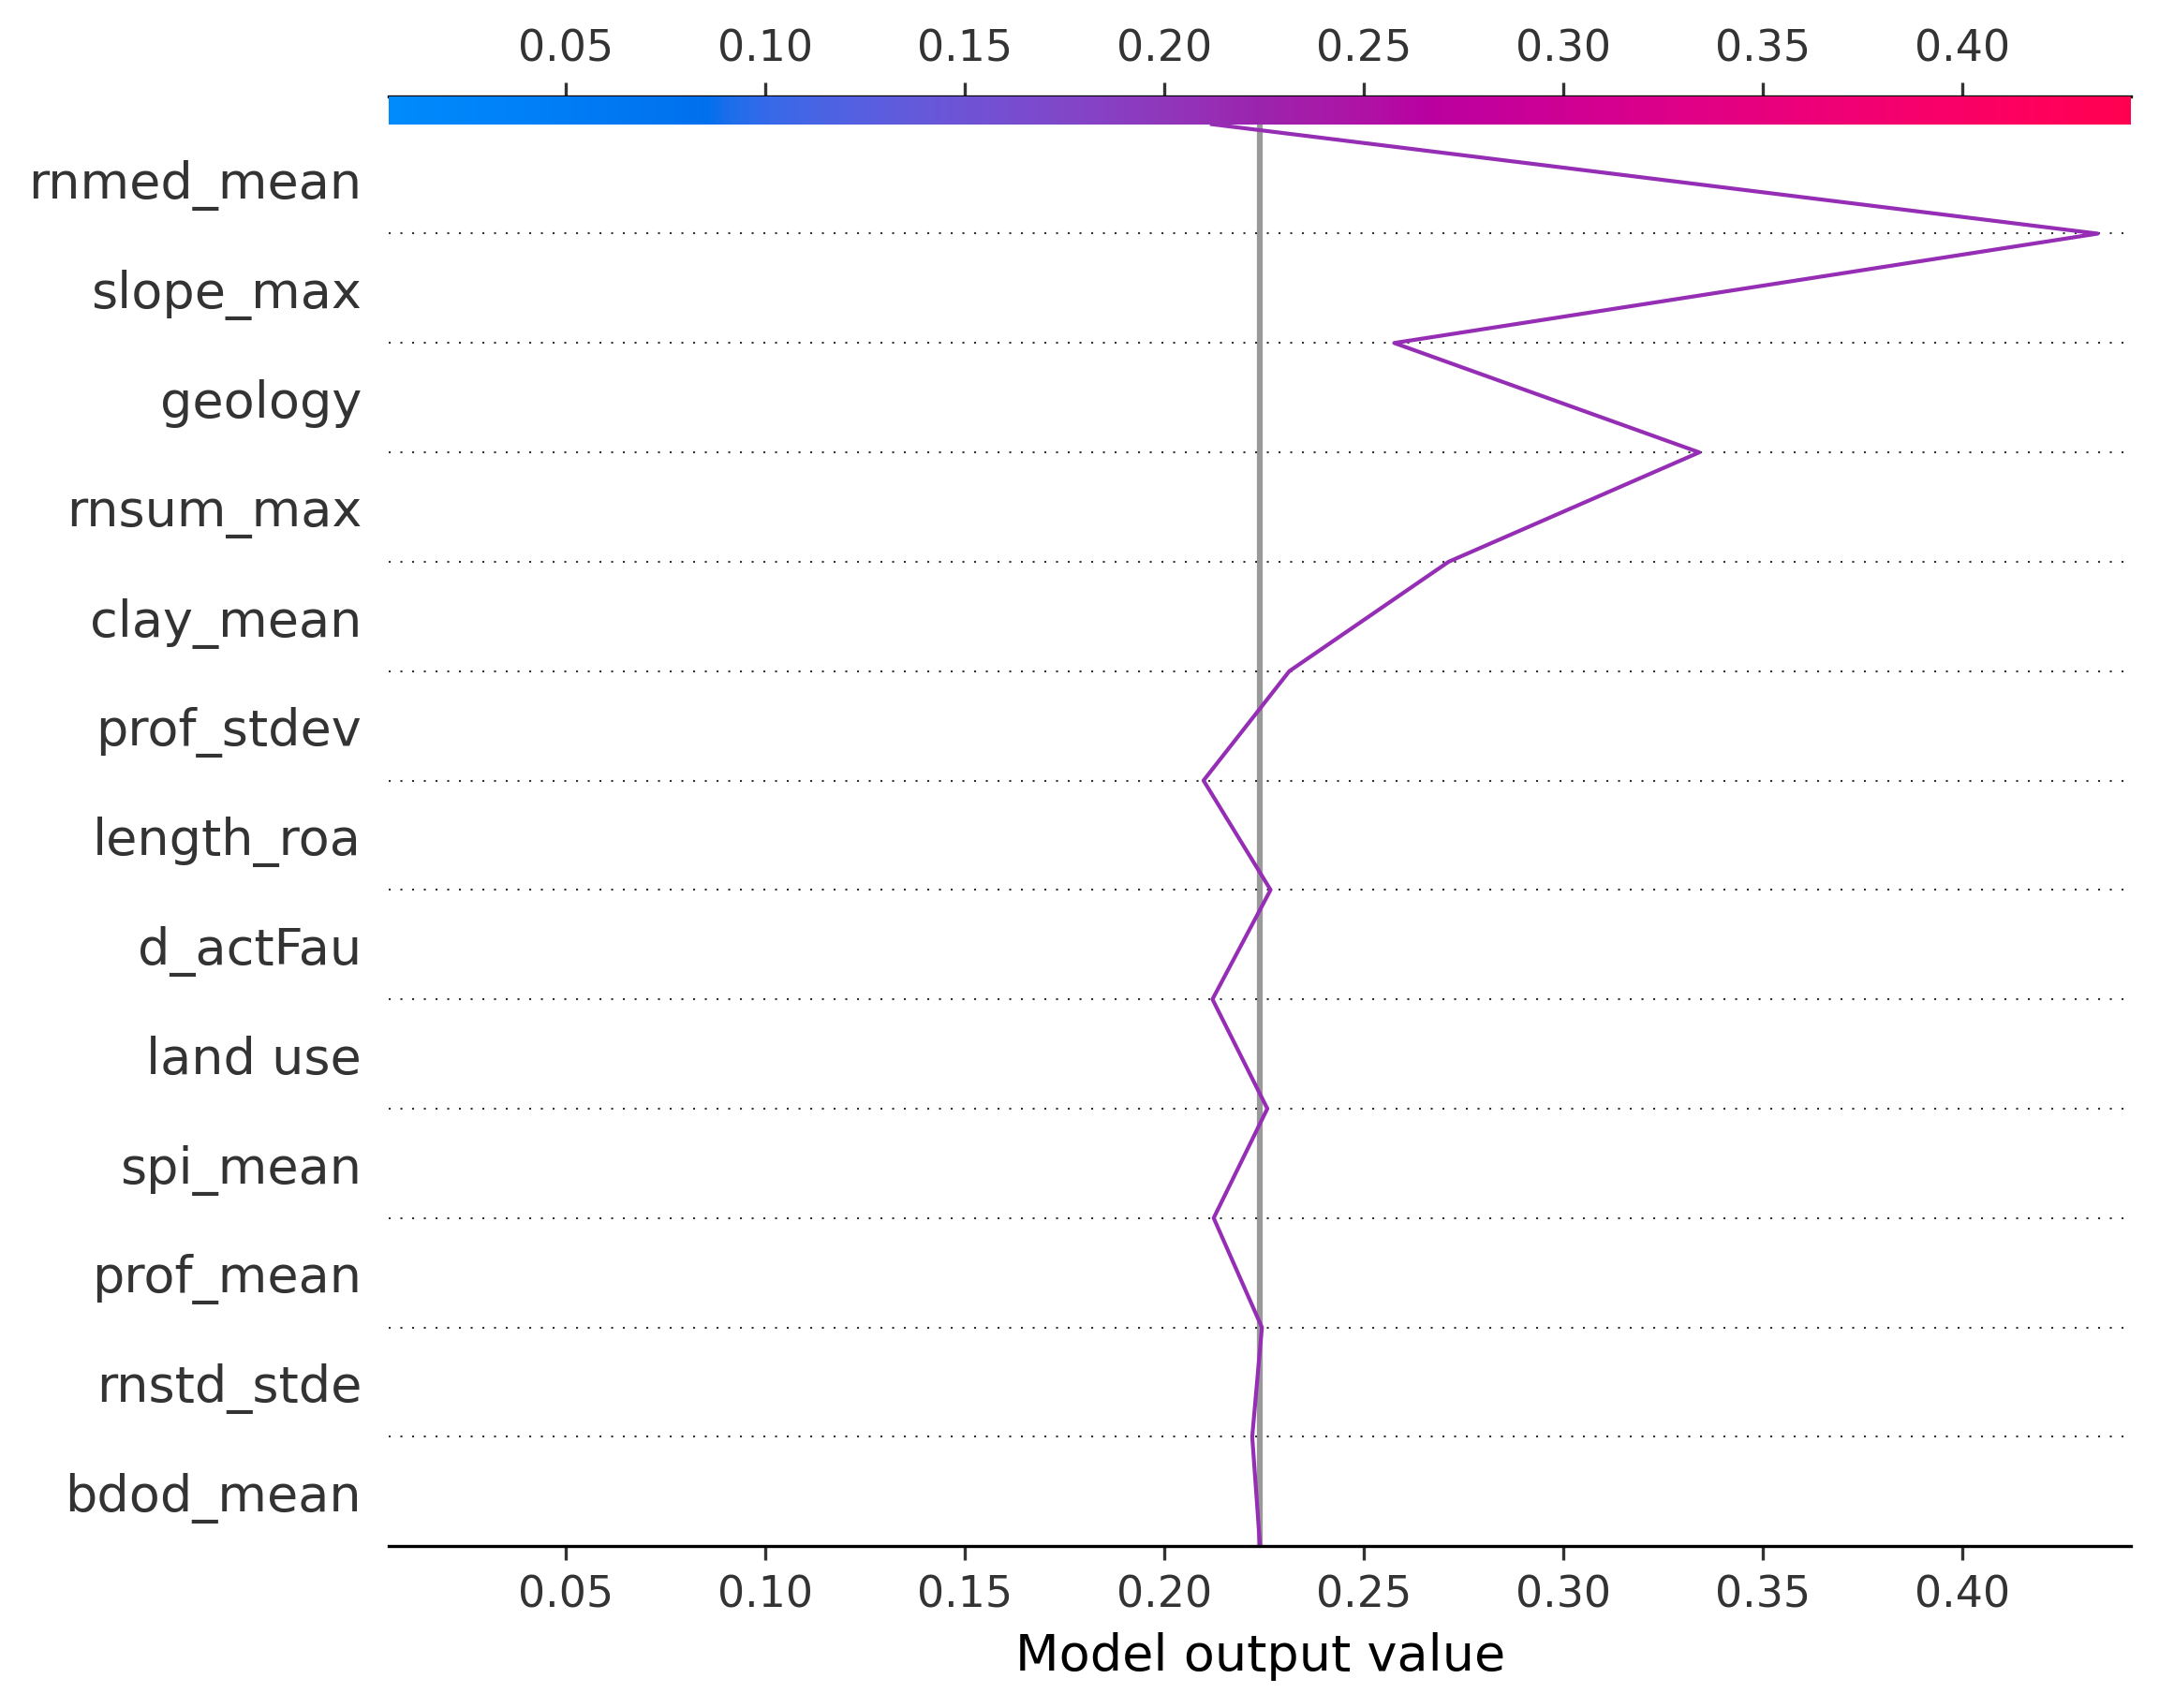 0.05 0.10 0.15 0.20 0.25 0.30 0.35 0.40
rnmed_mean
slope_max
geology
rnsum_max
clay_mean
prof_stdev
length_roa
d_actFau
land use
spi_mean
prof_mean
rnstd_stde
bdod_mean
0.05 0.10 0.15 0.20 0.25 0.30 0.35 0.40
Model output value